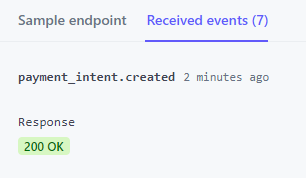 Sample endpoint Received events (7)
payment_intent.created 2 minutes ago
Response
200 OK